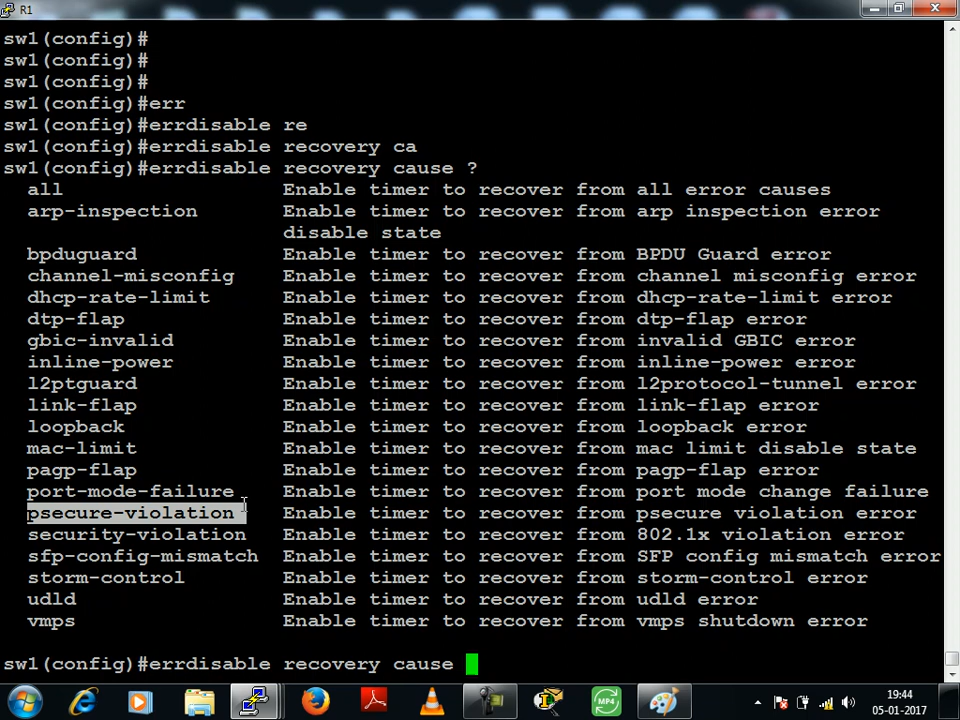 R1
sw1(config)#
sw1(config)#
sw1(config)#
sw1(config)#err
sw1(config)#errdisable re
sw1(config)#errdisable recovery ca
sw1(config)#errdisable recovery cause ?
all Enable timer to recover from all error causes
arp-inspection Enable timer to recover from arp inspection error
disable state
bpduguard Enable timer to recover from BPDU Guard error
channel-misconfig Enable timer to recover from channel misconfig error
dhcp-rate-limit Enable timer to recover from dhcp-rate-limit error
dtp-flap Enable timer to recover from dtp-flap error
gbic-invalid Enable timer to recover from invalid GBIC error
inline-power Enable timer to recover from inline-power error
l2ptguard Enable timer to recover from l2protocol-tunnel error
link-flap Enable timer to recover from link-flap error
loopback Enable timer to recover from loopback error
mac-limit Enable timer to recover from mac limit disable state
pagp-flap Enable timer to recover from pagp-flap error
port-mode-failure Enable timer to recover from port mode change failure
psecure-violation Enable timer to recover from psecure violation error
security-violation Enable timer to recover from 802.1x violation error
sfp-config-mismatch Enable timer to recover from SFP config mismatch error
storm-control Enable timer to recover from storm-control error
udld Enable timer to recover from udld error
vmps Enable timer to recover from vmps shutdown error
sw1(config)#errdisable recovery cause
MP4
19:44
05-01-2017